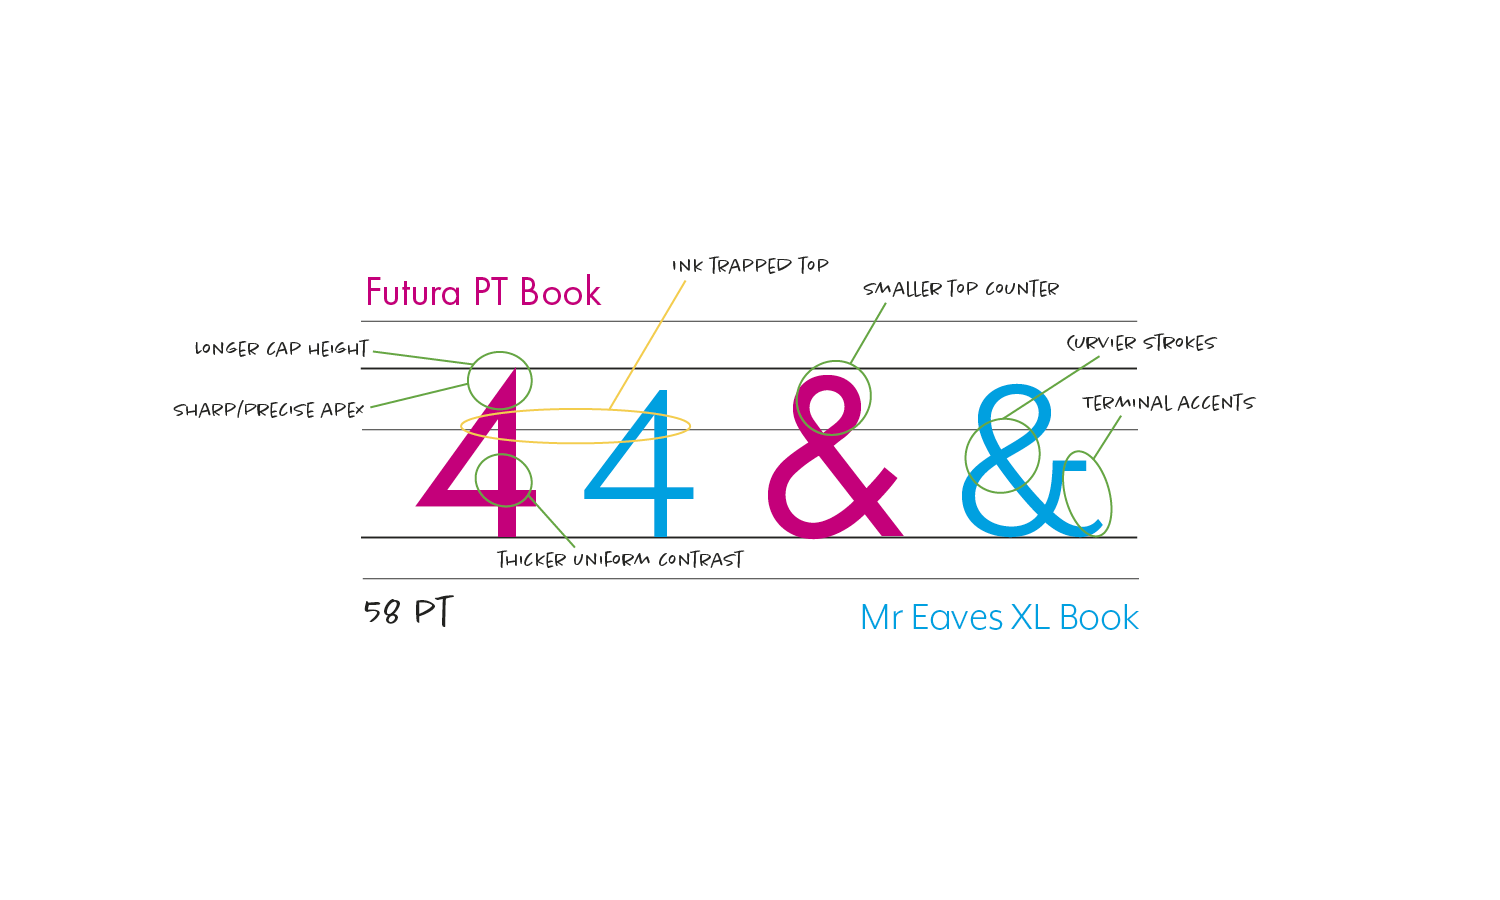 INK TRAPPED TOP
Futura PT Book
SMALLER TOP COUNTER
LONGER CAP HEIGHT
CURVIER STROKES
SHARP/PRECISE APEX
TERMINAL ACCENTS
4 4 & &
THICKER UNIFORM CONTRAST
58 PT
Mr Eaves XL Book